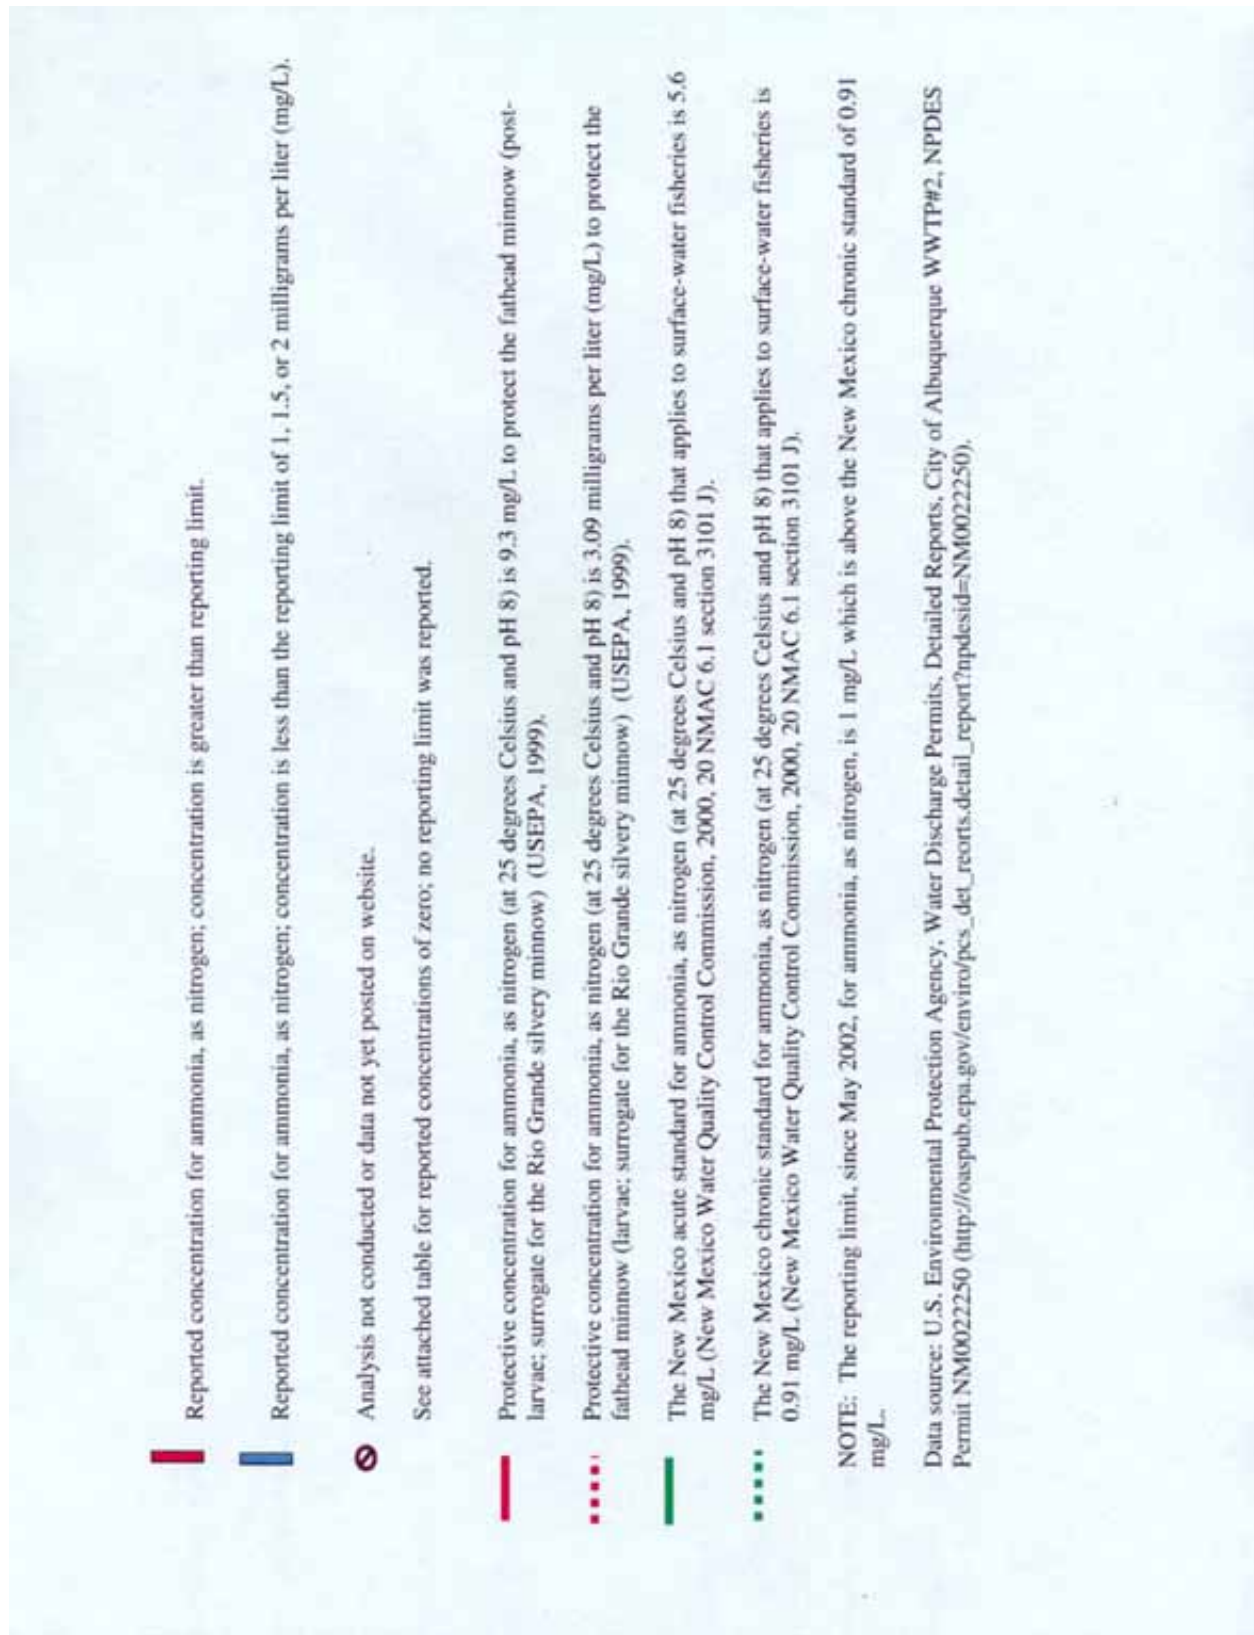 Reported concentration for ammonia, as nitrogen; concentration is greater than reporting limit.
Reported concentration for ammonia, as nitrogen; concentration is less than the reporting limit of 1, 1.5, or 2 milligrams per liter (mg/L).
Analysis not conducted or data not yet posted on website.
See attached table for reported concentrations of zero; no reporting limit was reported.
Protective concentration for ammonia, as nitrogen (at 25 degrees Celsius and pH 8) is 9.3 mg/L to protect the fathead minnow (post-
larvae; surrogate for the Rio Grande silvery minnow) (USEPA, 1999).
Protective concentration for ammonia, as nitrogen (at 25 degrees Celsius and pH 8) is 3.09 milligrams per liter (mg/L) to protect the
fathead minnow (larvae; surrogate for the Rio Grande silvery minnow) (USEPA, 1999).
The New Mexico acute standard for ammonia, as nitrogen (at 25 degrees Celsius and pH 8) that applies to surface-water fisheries is 5.6
mg/L (New Mexico Water Quality Control Commission, 2000, 20 NMAC 6.1 section 3101 J).
The New Mexico chronic standard for ammonia, as nitrogen (at 25 degrees Celsius and pH 8) that applies to surface-water fisheries is
0.91 mg/L (New Mexico Water Quality Control Commission, 2000, 20 NMAC 6.1 section 3101 J).
NOTE: The reporting limit, since May 2002, for ammonia, as nitrogen, is 1 mg/L which is above the New Mexico chronic standard of 0.91
mg/L.
Data source: U.S. Environmental Protection Agency, Water Discharge Permits, Detailed Reports, City of Albuquerque WWTP#2, NPDES
Permit NM0022250 (http://oaspub.epa.gov/enviro/pcs_det_reorts.detail_report?npdesid=NM0022250).